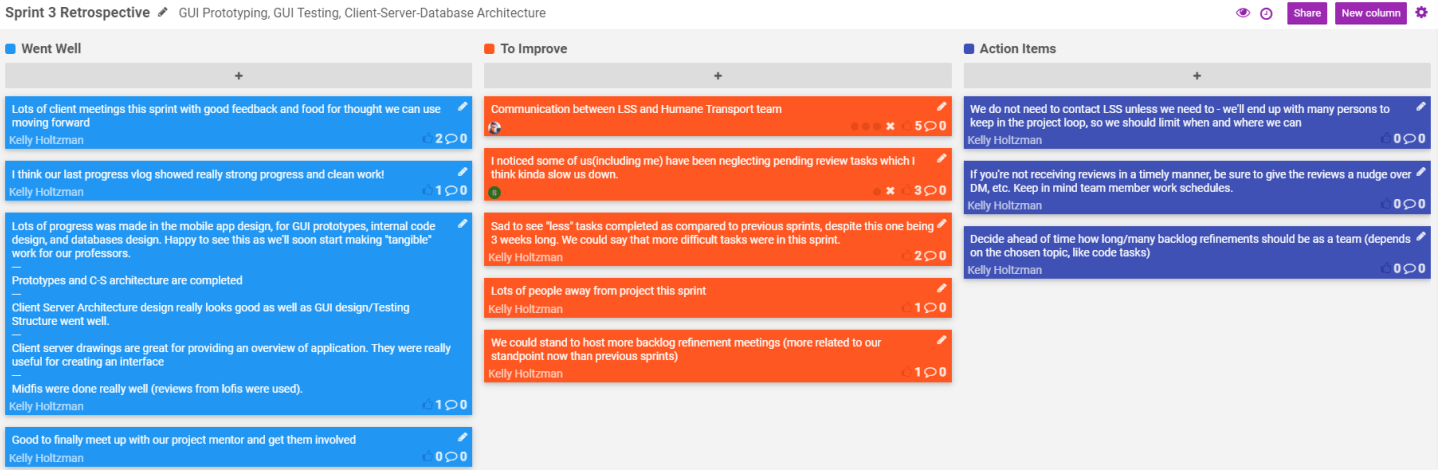 Sprint 3 Retrospective GUI Prototyping, GUI Testing, Client-Server-Database Architecture
Share
New column
Went Well
+
Lots of client meetings this sprint with good feedback and food for thought we can use
moving forward
Kelly Holtzman 2 0
I think our last progress vlog showed really strong progress and clean work!
Kelly Holtzman 1 0
Lots of progress was made in the mobile app design, for GUI prototypes, internal code
design, and databases design. Happy to see this as we'll soon start making "tangible"
work for our professors.
—
Prototypes and C-S architecture are completed
—
Client Server Architecture design really looks good as well as GUI design/Testing
Structure went well.
—
Client server drawings are great for providing an overview of application. They were really
useful for creating an interface
—
Midfis were done really well (reviews from lofis were used).
Kelly Holtzman 1 0
Good to finally meet up with our project mentor and get them involved
Kelly Holtzman 0 0
To Improve
+
Communication between LSS and Humane Transport team
5 0
I noticed some of us(including me) have been neglecting pending review tasks which I
think kinda slow us down.
S 3 0
Sad to see "less" tasks completed as compared to previous sprints, despite this one being
3 weeks long. We could say that more difficult tasks were in this sprint.
Kelly Holtzman 2 0
Lots of people away from project this sprint
Kelly Holtzman 1 0
We could stand to host more backlog refinement meetings (more related to our
standpoint now than previous sprints)
Kelly Holtzman 1 0
Action Items
+
We do not need to contact LSS unless we need to - we'll end up with many persons to
keep in the project loop, so we should limit when and where we can
Kelly Holtzman 0 0
If you're not receiving reviews in a timely manner, be sure to give the reviews a nudge over
DM, etc. Keep in mind team member work schedules.
Kelly Holtzman 0 0
Decide ahead of time how long/many backlog refinements should be as a team (depends
on the chosen topic, like code tasks)
Kelly Holtzman 0 0